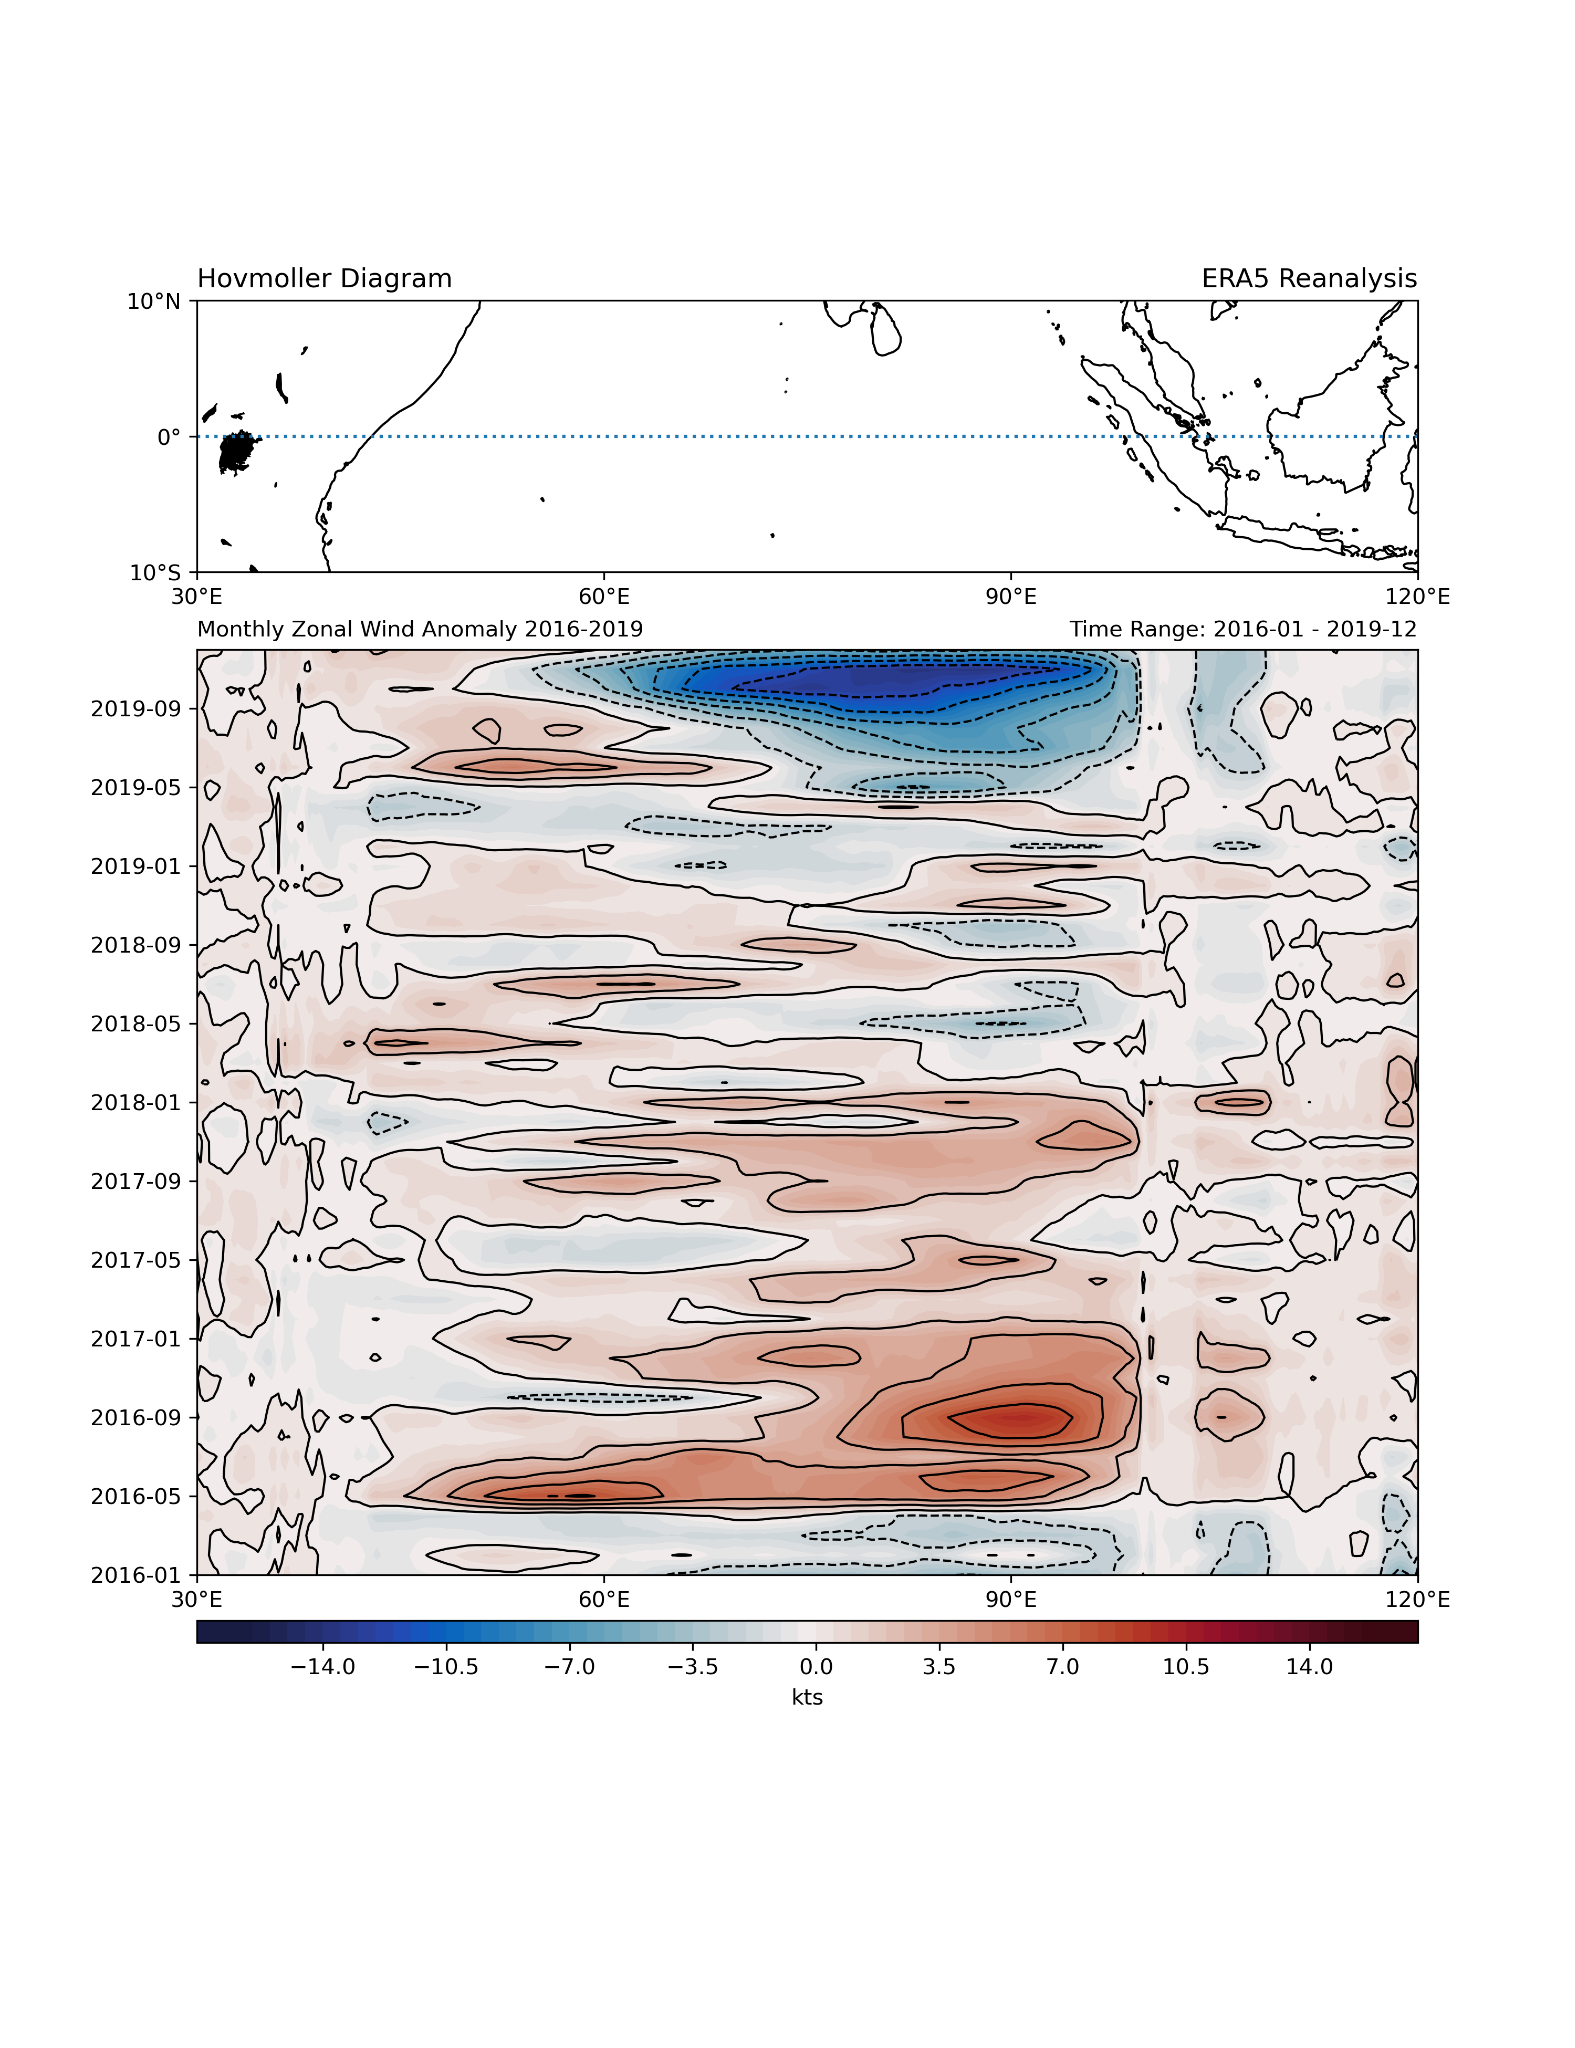 Hovmoller Diagram ERA5 Reanalysis
10°N
0°
10°S
30°E 60°E 90°E 120°E
Monthly Zonal Wind Anomaly 2016-2019 Time Range: 2016-01 - 2019-12
2019-09
2019-05
2019-01
2018-09
2018-05
2018-01
2017-09
2017-05
2017-01
2016-09
2016-05
2016-01
30°E 60°E 90°E 120°E
−14.0 −10.5 −7.0 −3.5 0.0 3.5 7.0 10.5 14.0
kts